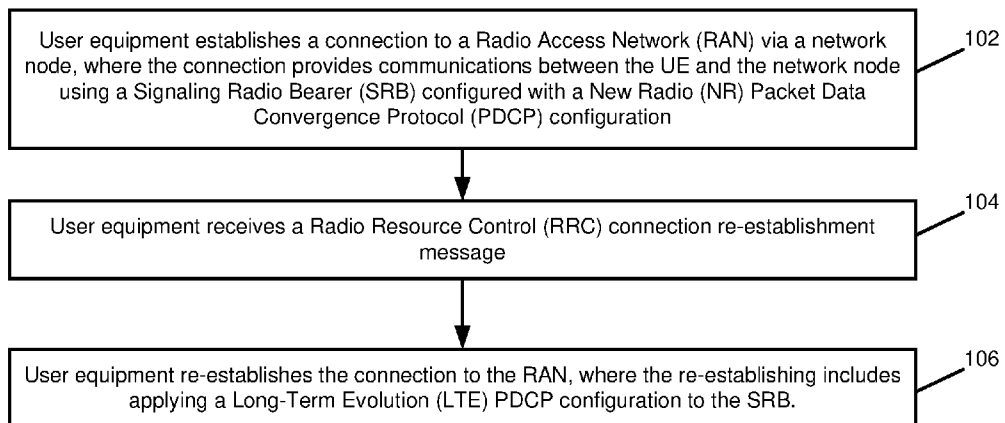 User equipment establishes a connection to a Radio Access Network (RAN) via a network
node, where the connection provides communications between the UE and the network node
using a Signaling Radio Bearer (SRB) configured with a New Radio (NR) Packet Data
Convergence Protocol (PDCP) configuration
102
User equipment receives a Radio Resource Control (RRC) connection re-establishment
message
104
User equipment re-establishes the connection to the RAN, where the re-establishing includes
applying a Long-Term Evolution (LTE) PDCP configuration to the SRB.
106